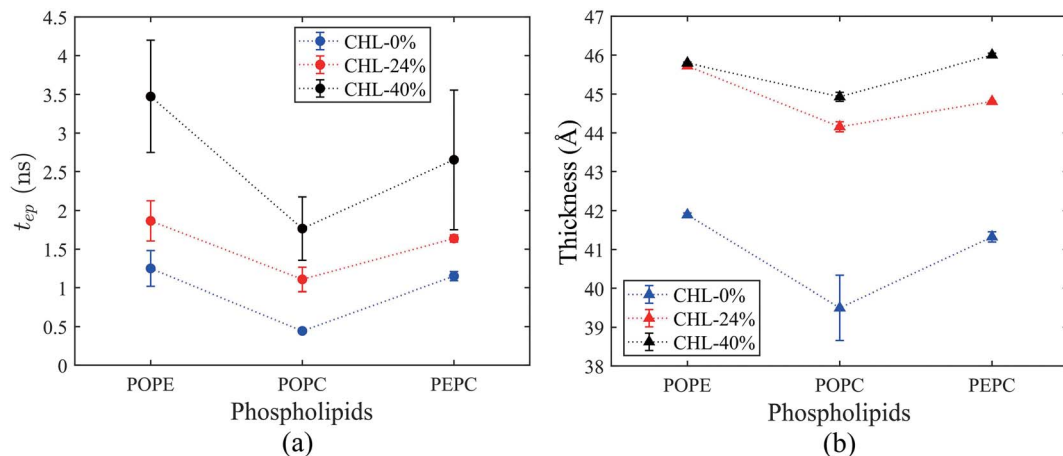 4.5
4
3.5
3
2.5
2
1.5
1
0.5
0
t_ep (ns)
CHL-0%
CHL-24%
CHL-40%
POPE POPC PEPC
Phospholipids
(a)
47
46
45
44
43
42
41
40
39
38
Thickness (Å)
CHL-0%
CHL-24%
CHL-40%
POPE POPC PEPC
Phospholipids
(b)